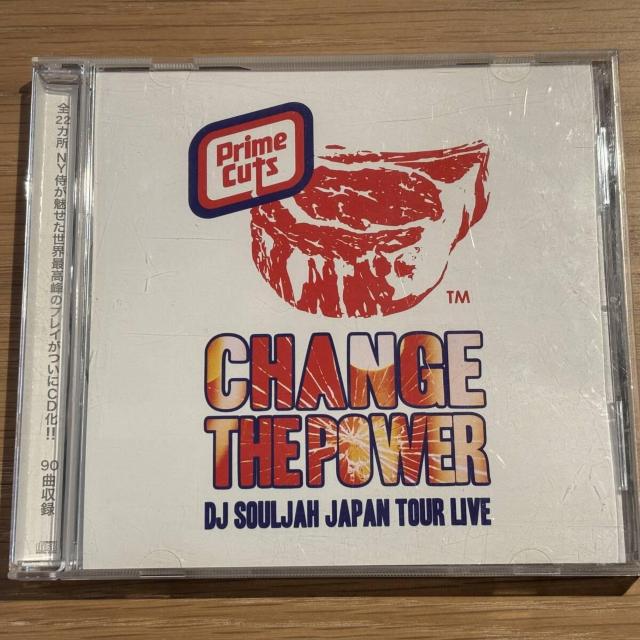 全22カ所 NY 侍が魅せた世界最高峰のプレイがついにCD化!! 90曲収録
Prime
Cuts
TM
CHANGE
THE POWER
DJ SOULJAH JAPAN TOUR LIVE